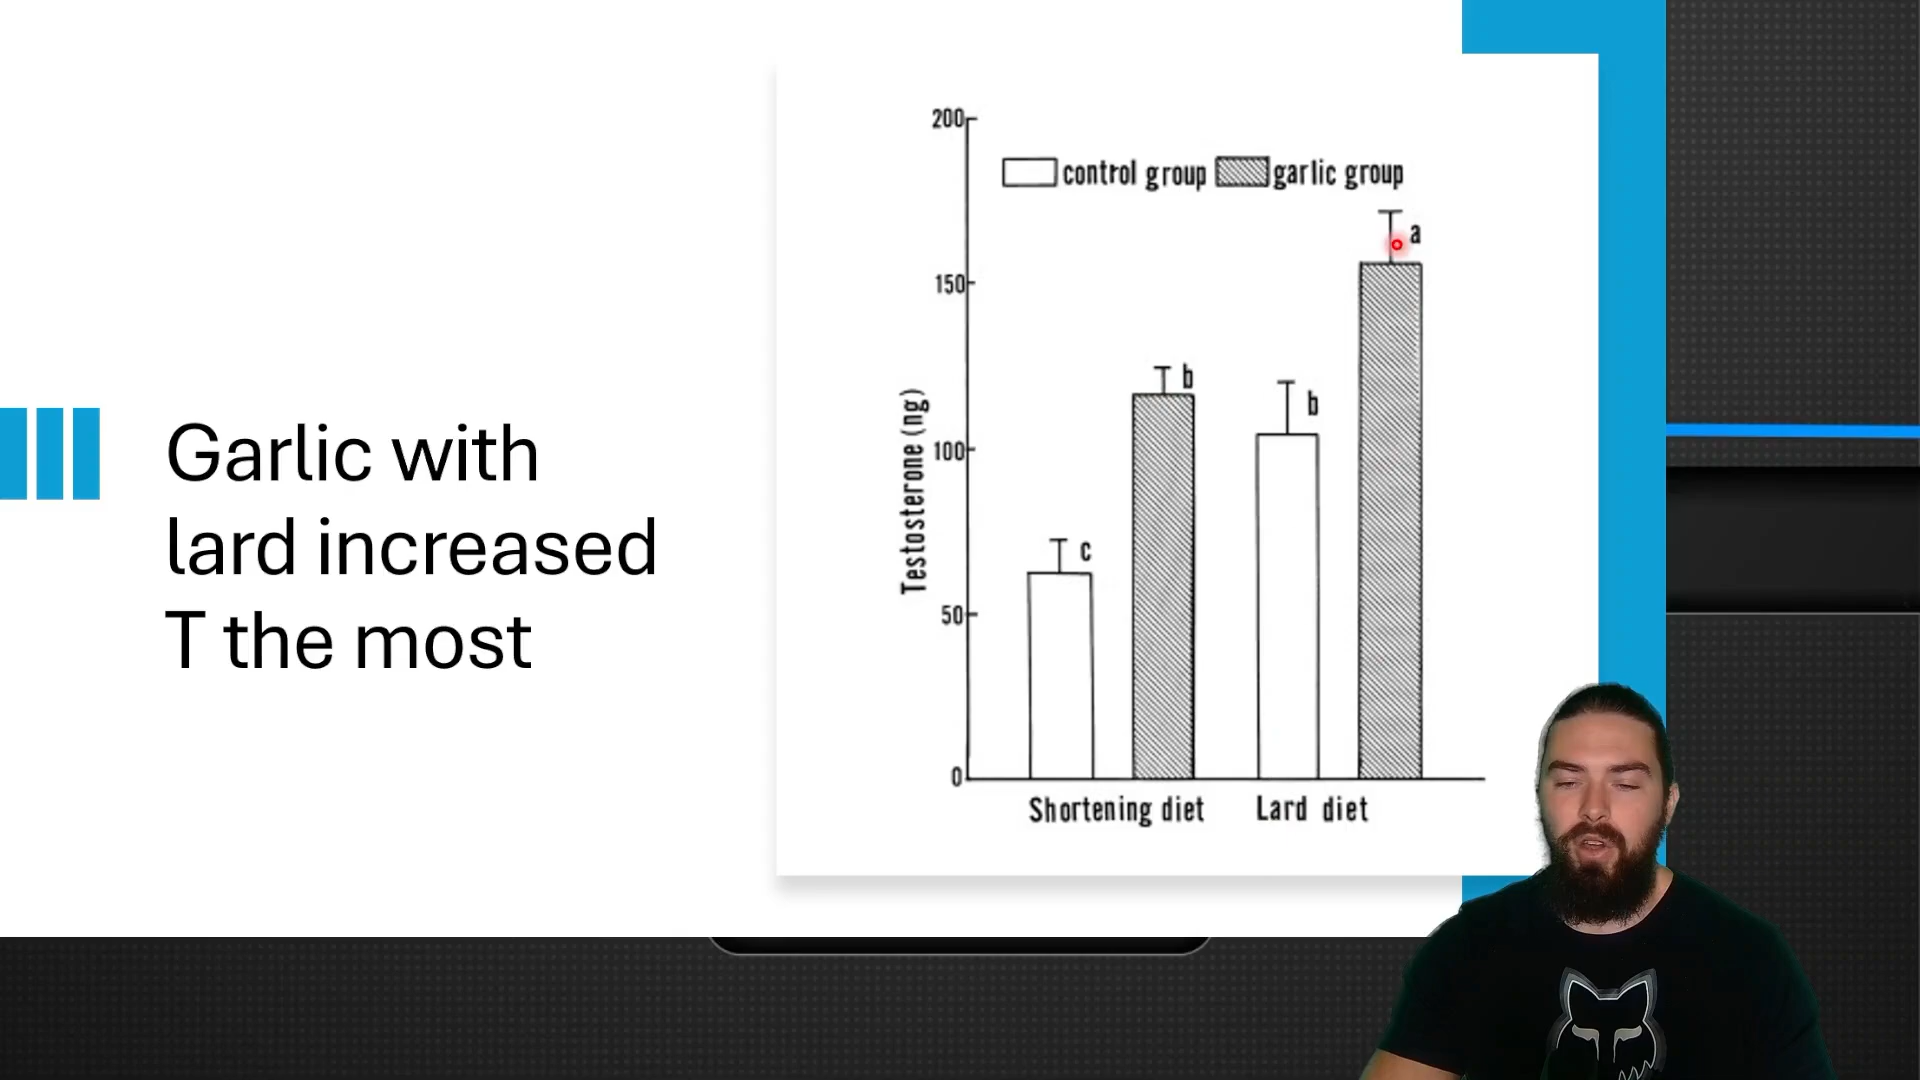 Garlic with
lard increased
T the most
200
control group garlic group
a
150
b
b
Testosterone (ng)
100
c
50
0
Shortening diet Lard diet